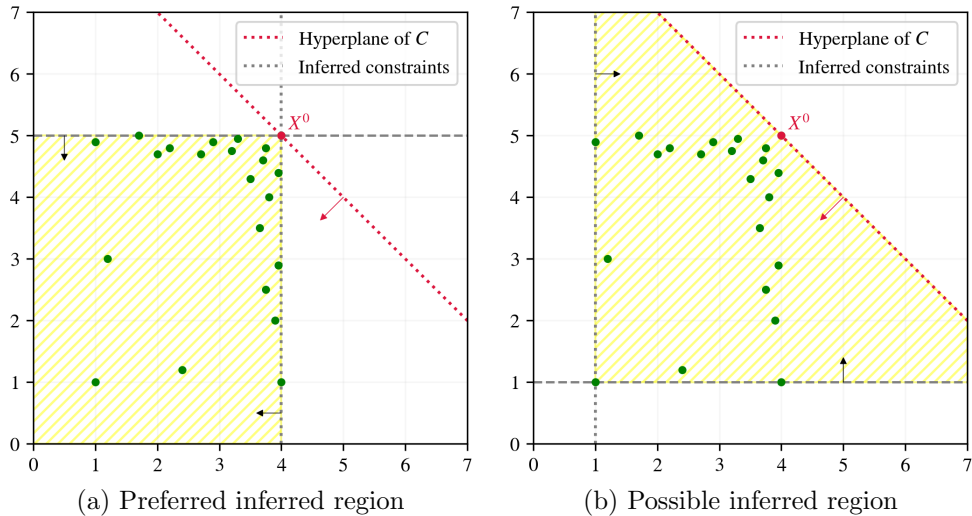 7
6
5
4
3
2
1
0
0 1 2 3 4 5 6 7
Hyperplane of C
Inferred constraints
X⁰
(a) Preferred inferred region
7
6
5
4
3
2
1
0
0 1 2 3 4 5 6 7
Hyperplane of C
Inferred constraints
X⁰
(b) Possible inferred region